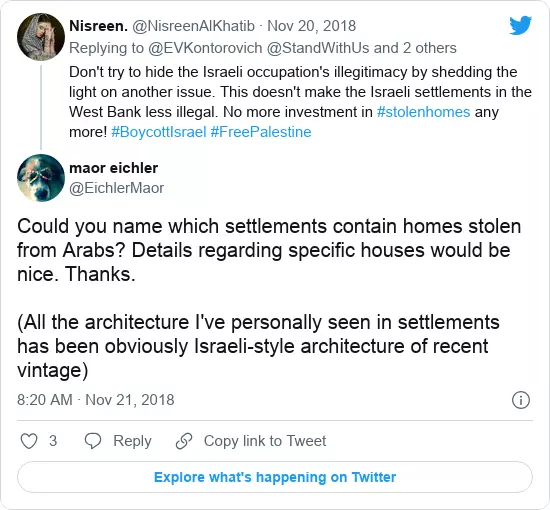 Nisreen. @NisreenAlKhatib · Nov 20, 2018
Replying to @EVKontorovich @StandWithUs and 2 others
Don't try to hide the Israeli occupation's illegitimacy by shedding the
light on another issue. This doesn't make the Israeli settlements in the
West Bank less illegal. No more investment in #stolenhomes any
more! #BoycottIsrael #FreePalestine
maor eichler
@EichlerMaor
Could you name which settlements contain homes stolen
from Arabs? Details regarding specific houses would be
nice. Thanks.
(All the architecture I've personally seen in settlements
has been obviously Israeli-style architecture of recent
vintage)
8:20 AM · Nov 21, 2018
3 Reply Copy link to Tweet
Explore what's happening on Twitter